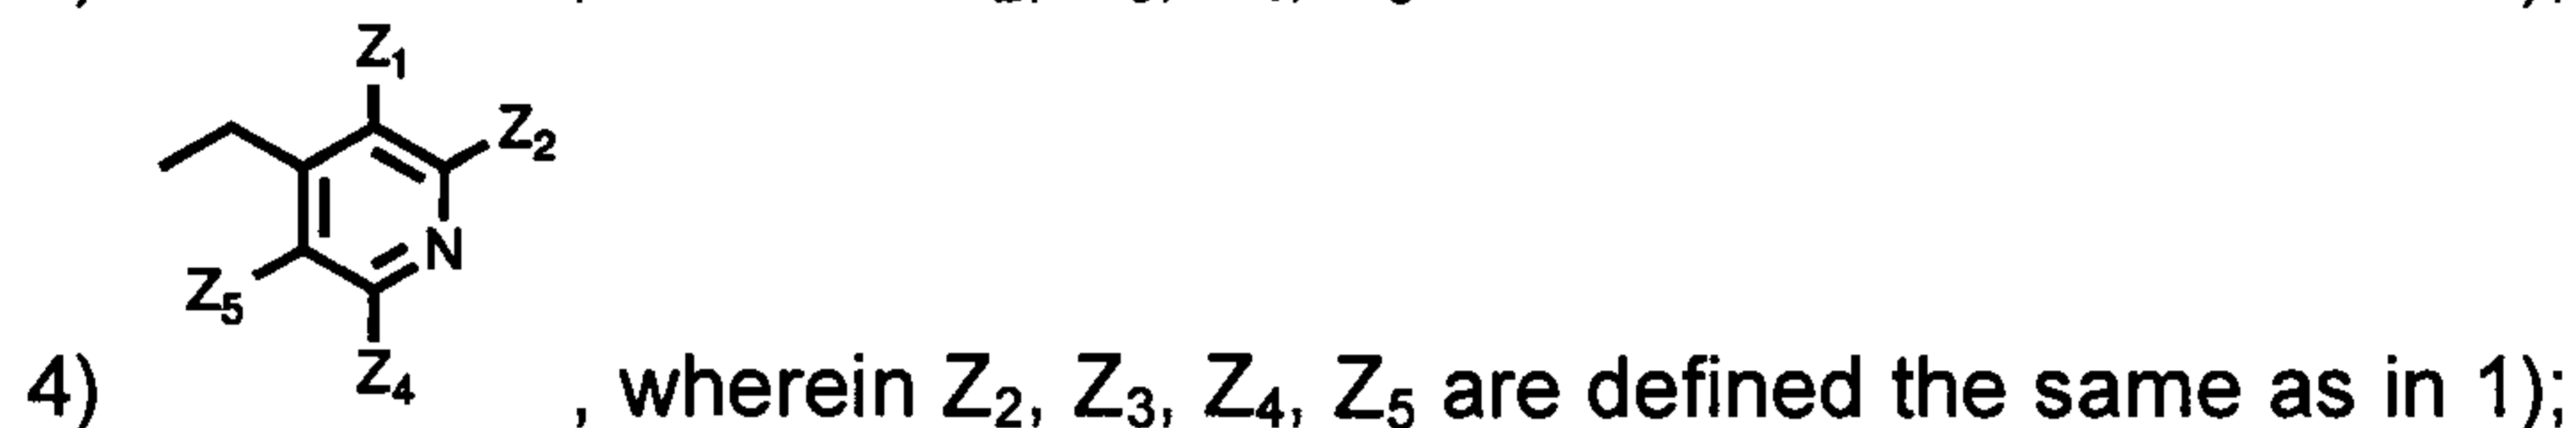 Z₁
Z₂
N
Z₅
Z₄
4) , wherein Z₂, Z₃, Z₄, Z₅ are defined the same as in 1);